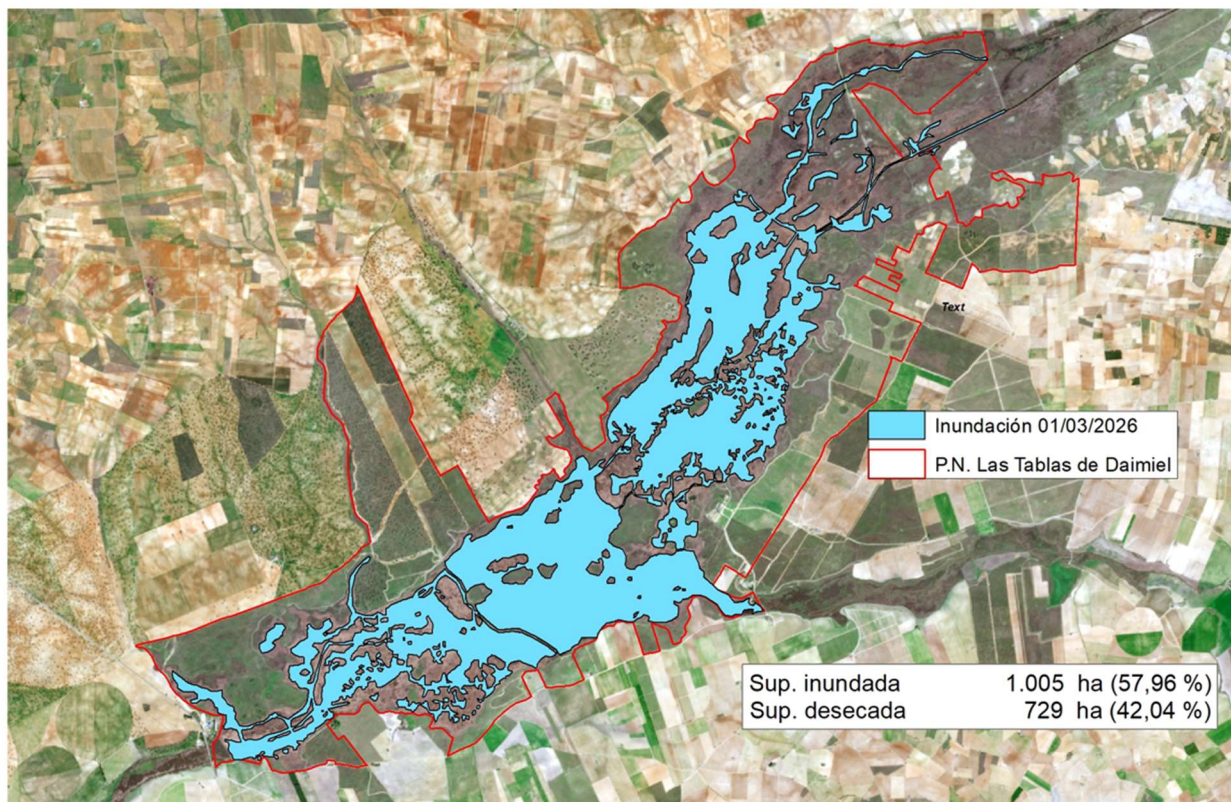 Text
Inundación 01/03/2026
P.N. Las Tablas de Daimiel
Sup. inundada 1.005 ha (57,96 %)
Sup. desecada 729 ha (42,04 %)